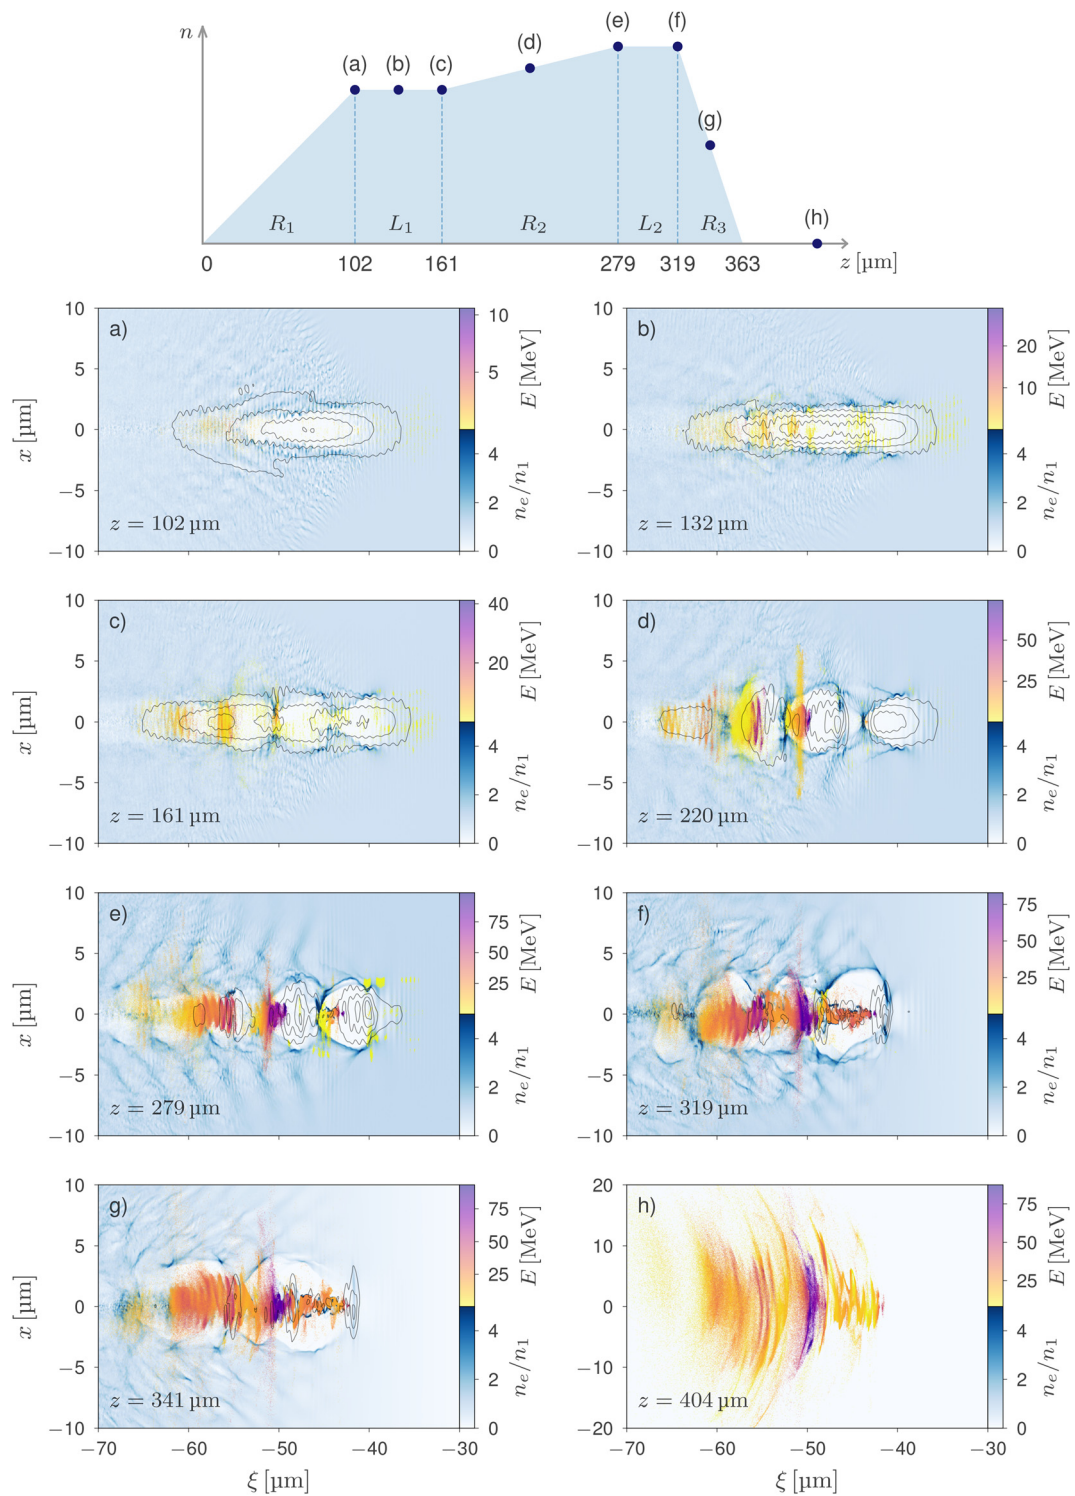 n
(a) (b) (c) (d) (e) (f)
(g)
(h)
R₁ L₁ R₂ L₂ R₃
0 102 161 279 319 363 z [µm]
a)
z = 102 µm
x [µm]
10 5 0 −5 −10
E [MeV]
10 5
nₑ/n₁
4 2 0
b)
z = 132 µm
10 5 0 −5 −10
E [MeV]
20 10
nₑ/n₁
4 2 0
c)
z = 161 µm
x [µm]
10 5 0 −5 −10
E [MeV]
40 20
nₑ/n₁
4 2 0
d)
z = 220 µm
10 5 0 −5 −10
E [MeV]
50 25
nₑ/n₁
4 2 0
e)
z = 279 µm
x [µm]
10 5 0 −5 −10
E [MeV]
75 50 25
nₑ/n₁
4 2 0
f)
z = 319 µm
10 5 0 −5 −10
E [MeV]
75 50 25
nₑ/n₁
4 2 0
g)
z = 341 µm
x [µm]
10 5 0 −5 −10
E [MeV]
75 50 25
nₑ/n₁
4 2 0
−70 −60 −50 −40 −30
ξ [µm]
h)
z = 404 µm
20 10 0 −10 −20
E [MeV]
75 50 25
nₑ/n₁
4 2 0
−70 −60 −50 −40 −30
ξ [µm]